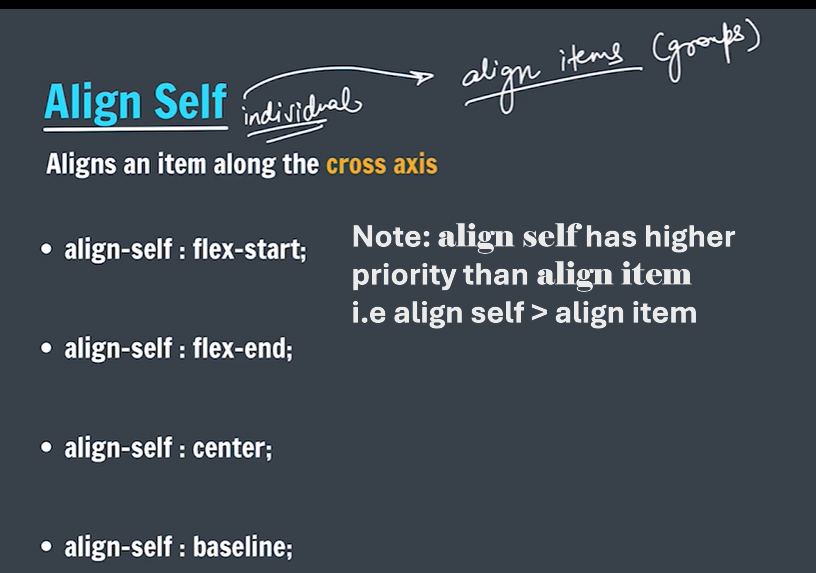 Align Self
individual
align items (groups)
Aligns an item along the cross axis
• align-self : flex-start;
Note: align self has higher
priority than align item
i.e align self > align item
• align-self : flex-end;
• align-self : center;
• align-self : baseline;